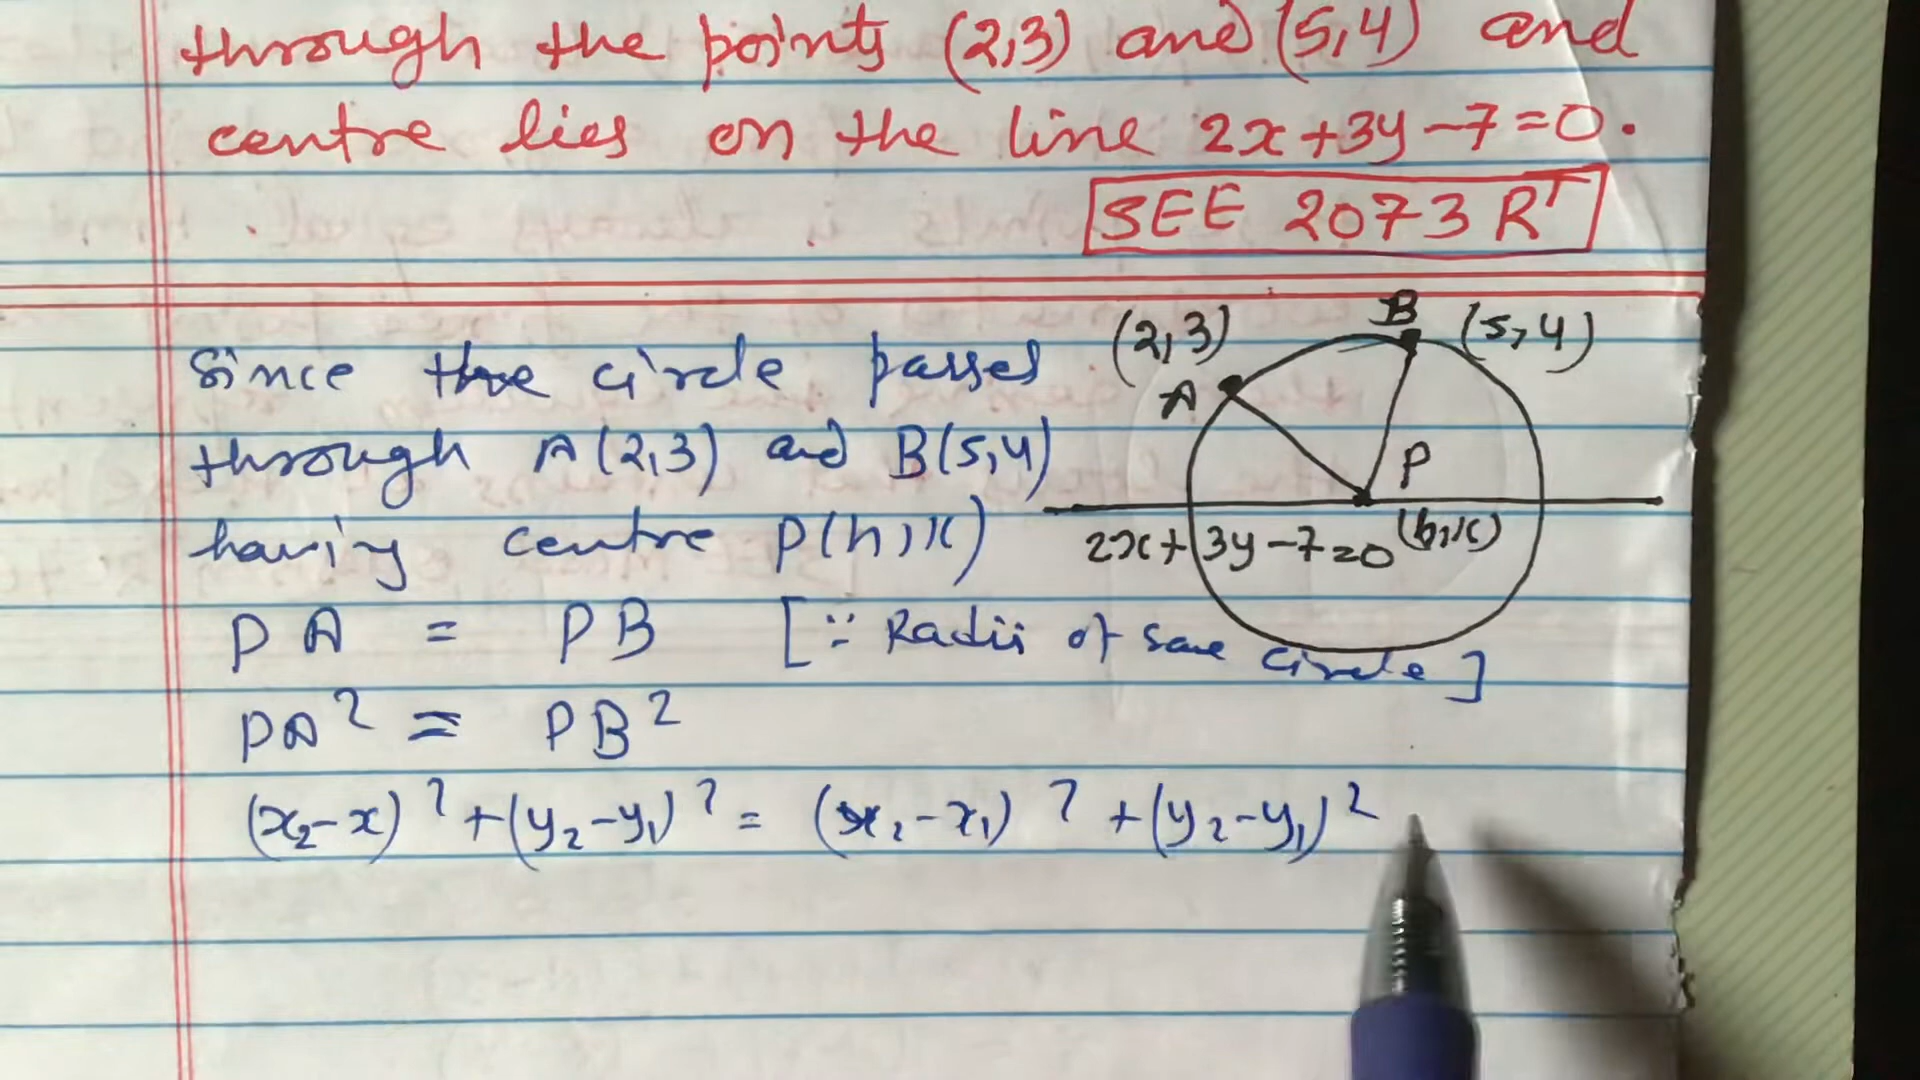 through the points (2,3) and (5,4) and
centre lies on the line 2x+3y-7=0.
SEE 2073 RT
Since the circle passes
through A(2,3) and B(5,4)
having centre P(h,k)
PA = PB [∵ Radii of same circle]
PA² = PB²
(x₂-x)²+(y₂-y₁)² = (x₂-x₁)²+(y₂-y₁)²
(2,3)
B
(5,4)
A
P
2x+3y-7=0
(h,k)